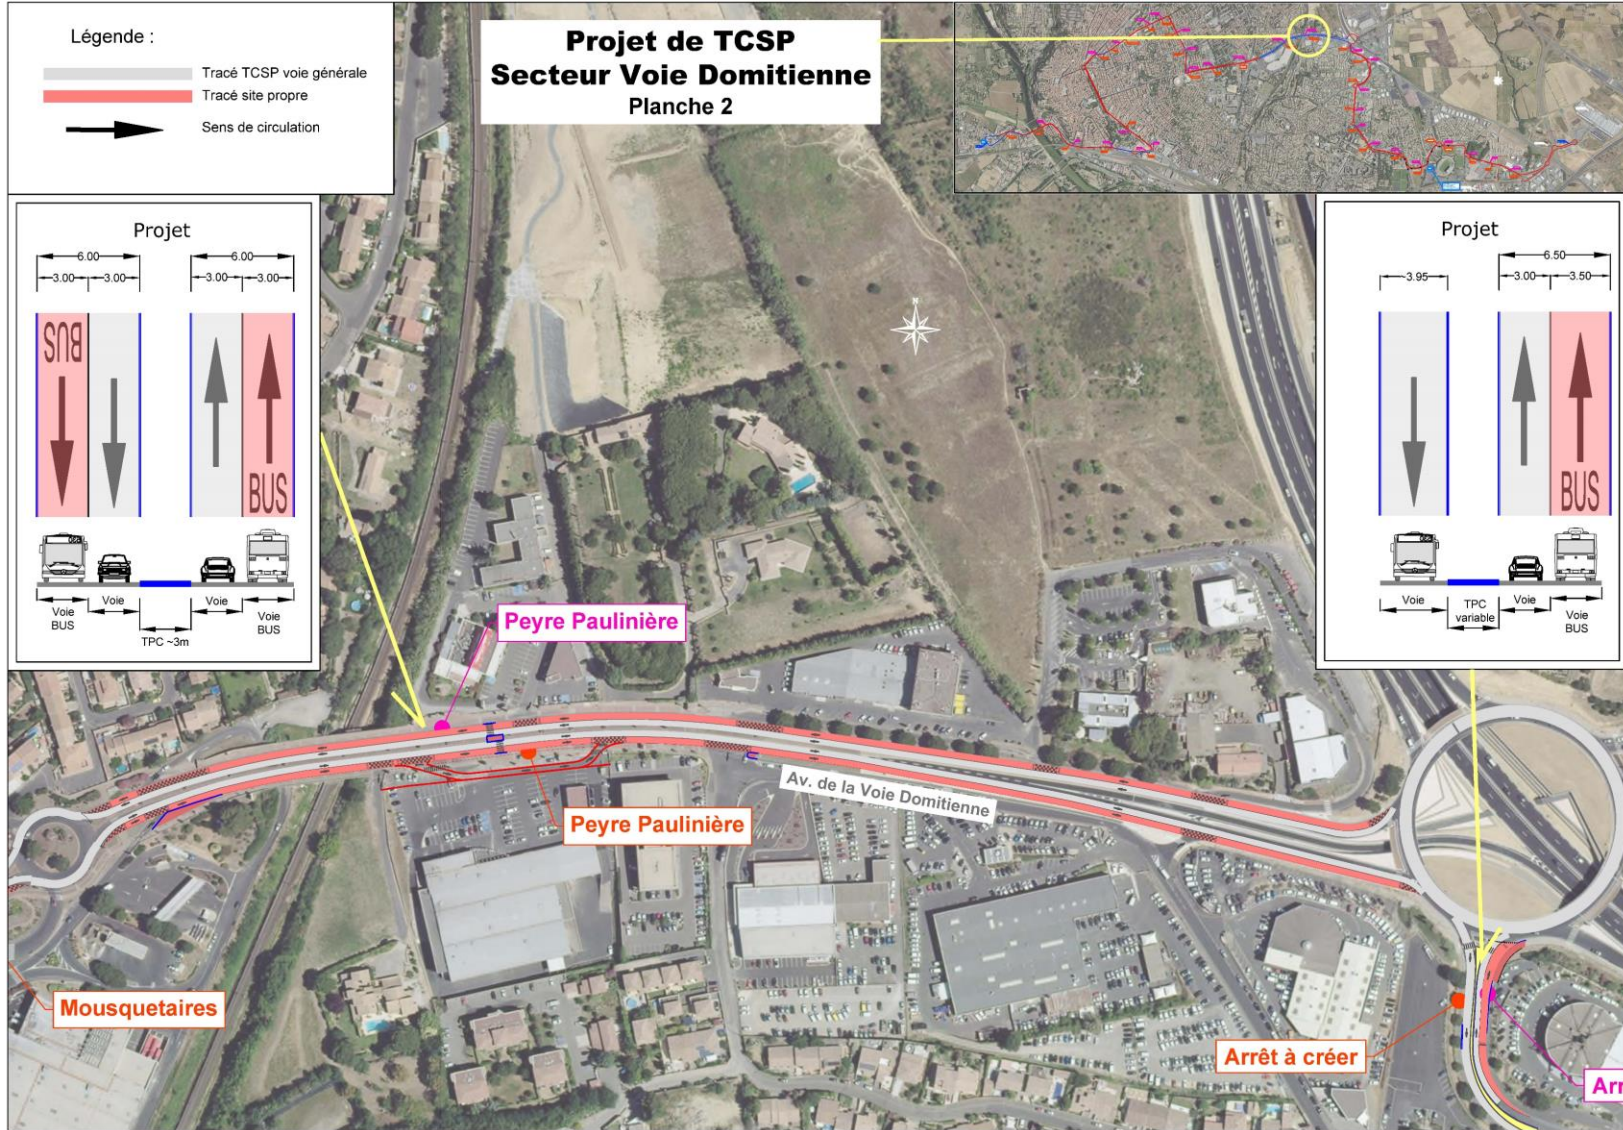 Légende :
Tracé TCSP voie générale
Tracé site propre
Sens de circulation
Projet de TCSP
Secteur Voie Domitienne
Planche 2
Projet
6.00
6.00
3.00
3.00
3.00
3.00
BUS
BUS
Voie
BUS
Voie
Voie
Voie
BUS
TPC ~3m
Projet
6.50
3.95
3.00
3.50
BUS
Voie
TPC
variable
Voie
Voie
BUS
N
Peyre Paulinière
Peyre Paulinière
Av. de la Voie Domitienne
Mousquetaires
Arrêt à créer
Arr